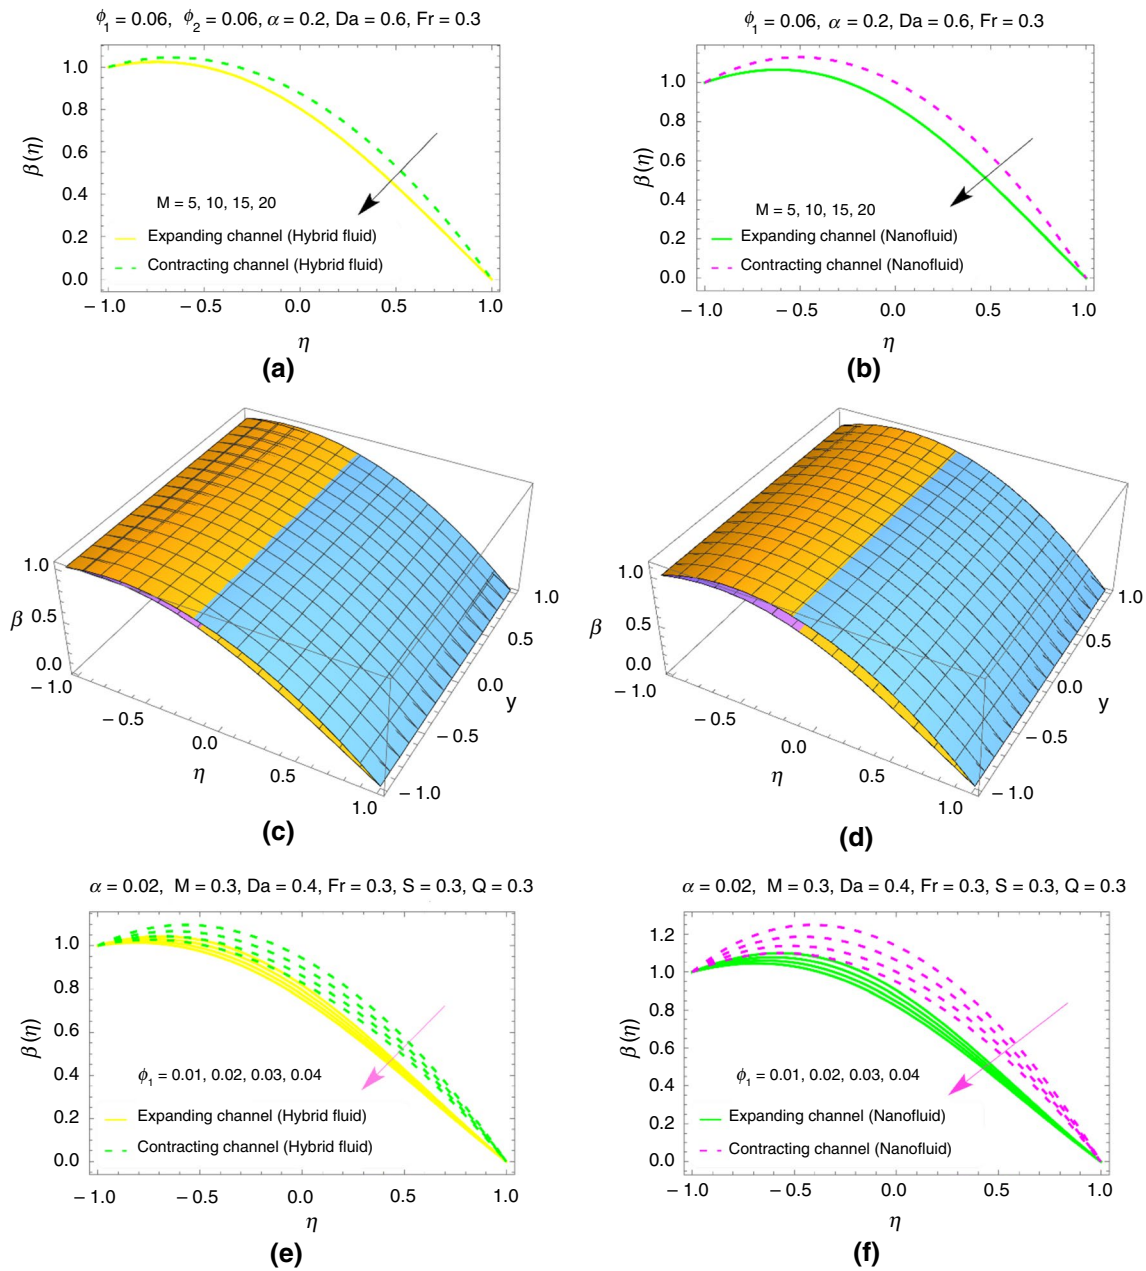 ϕ1 = 0.06, ϕ2 = 0.06, α = 0.2, Da = 0.6, Fr = 0.3
1.0
0.8
0.6
0.4
0.2
0.0
β(η)
M = 5, 10, 15, 20
Expanding channel (Hybrid fluid)
Contracting channel (Hybrid fluid)
– 1.0 – 0.5 0.0 0.5 1.0
η
(a)
ϕ1 = 0.06, α = 0.2, Da = 0.6, Fr = 0.3
1.0
0.8
0.6
0.4
0.2
0.0
β(η)
M = 5, 10, 15, 20
Expanding channel (Nanofluid)
Contracting channel (Nanofluid)
– 1.0 – 0.5 0.0 0.5 1.0
η
(b)
1.0
0.5
0.0
β
– 1.0
– 0.5
0.0
0.5
1.0
η
1.0
0.5
0.0
– 0.5
– 1.0
y
(c)
1.0
0.5
0.0
β
– 1.0
– 0.5
0.0
0.5
1.0
η
1.0
0.5
0.0
– 0.5
– 1.0
y
(d)
α = 0.02, M = 0.3, Da = 0.4, Fr = 0.3, S = 0.3, Q = 0.3
1.0
0.8
0.6
0.4
0.2
0.0
β(η)
ϕ1 = 0.01, 0.02, 0.03, 0.04
Expanding channel (Hybrid fluid)
Contracting channel (Hybrid fluid)
– 1.0 – 0.5 0.0 0.5 1.0
η
(e)
α = 0.02, M = 0.3, Da = 0.4, Fr = 0.3, S = 0.3, Q = 0.3
1.2
1.0
0.8
0.6
0.4
0.2
0.0
β(η)
ϕ1 = 0.01, 0.02, 0.03, 0.04
Expanding channel (Nanofluid)
Contracting channel (Nanofluid)
– 1.0 – 0.5 0.0 0.5 1.0
η
(f)